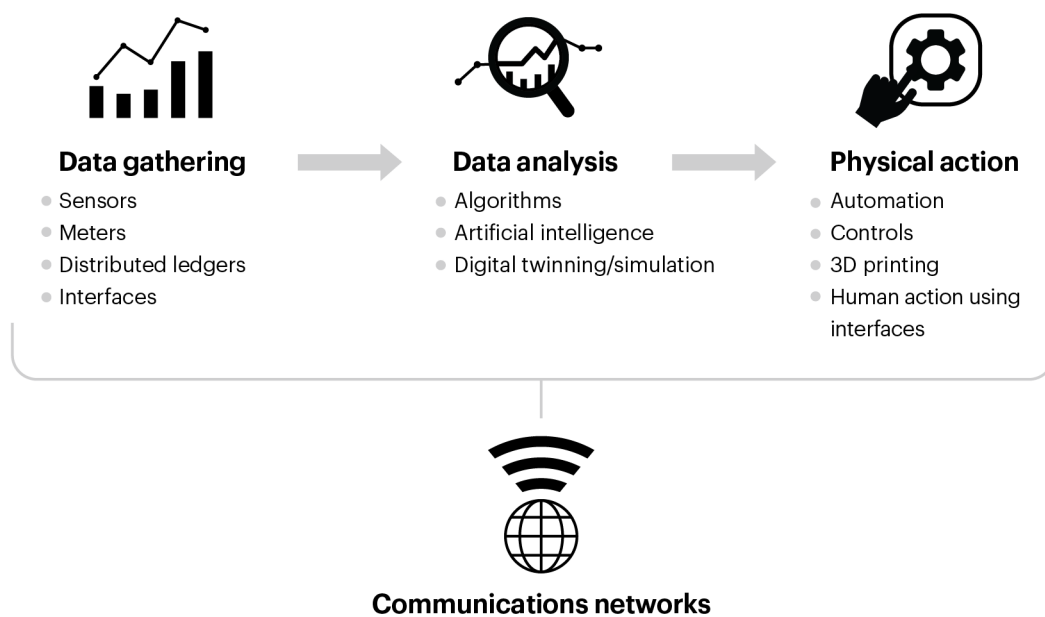 Data gathering
Sensors
Meters
Distributed ledgers
Interfaces
Data analysis
Algorithms
Artificial intelligence
Digital twinning/simulation
Physical action
Automation
Controls
3D printing
Human action using
interfaces
Communications networks